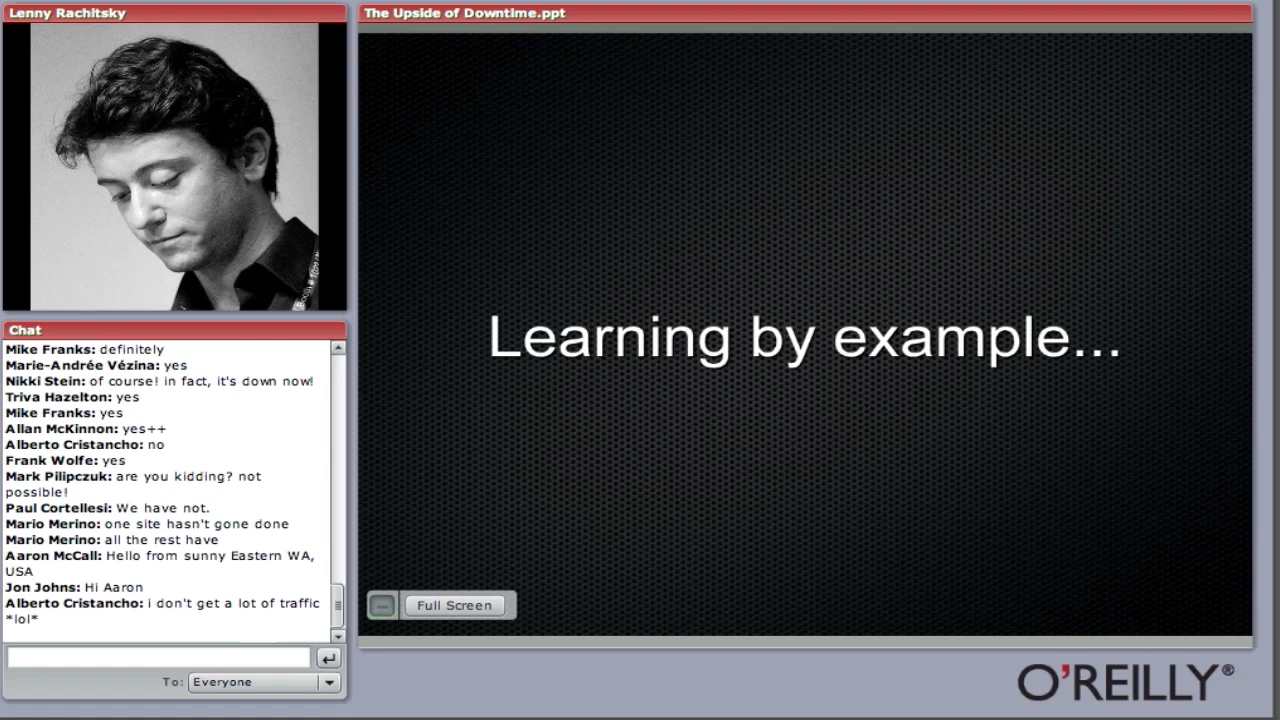 Lenny Rachitsky
The Upside of Downtime.ppt
Learning by example...
Chat
Mike Franks: definitely
Marie-Andrée Vézina: yes
Nikki Stein: of course! in fact, it's down now!
Triva Hazelton: yes
Mike Franks: yes
Allan McKinnon: yes++
Alberto Cristancho: no
Frank Wolfe: yes
Mark Pilipczuk: are you kidding? not
possible!
Paul Cortellesi: We have not.
Mario Merino: one site hasn't gone done
Mario Merino: all the rest have
Aaron McCall: Hello from sunny Eastern WA,
USA
Jon Johns: Hi Aaron
Alberto Cristancho: i don't get a lot of traffic
*lol*
To: Everyone
Full Screen
O'REILLY®